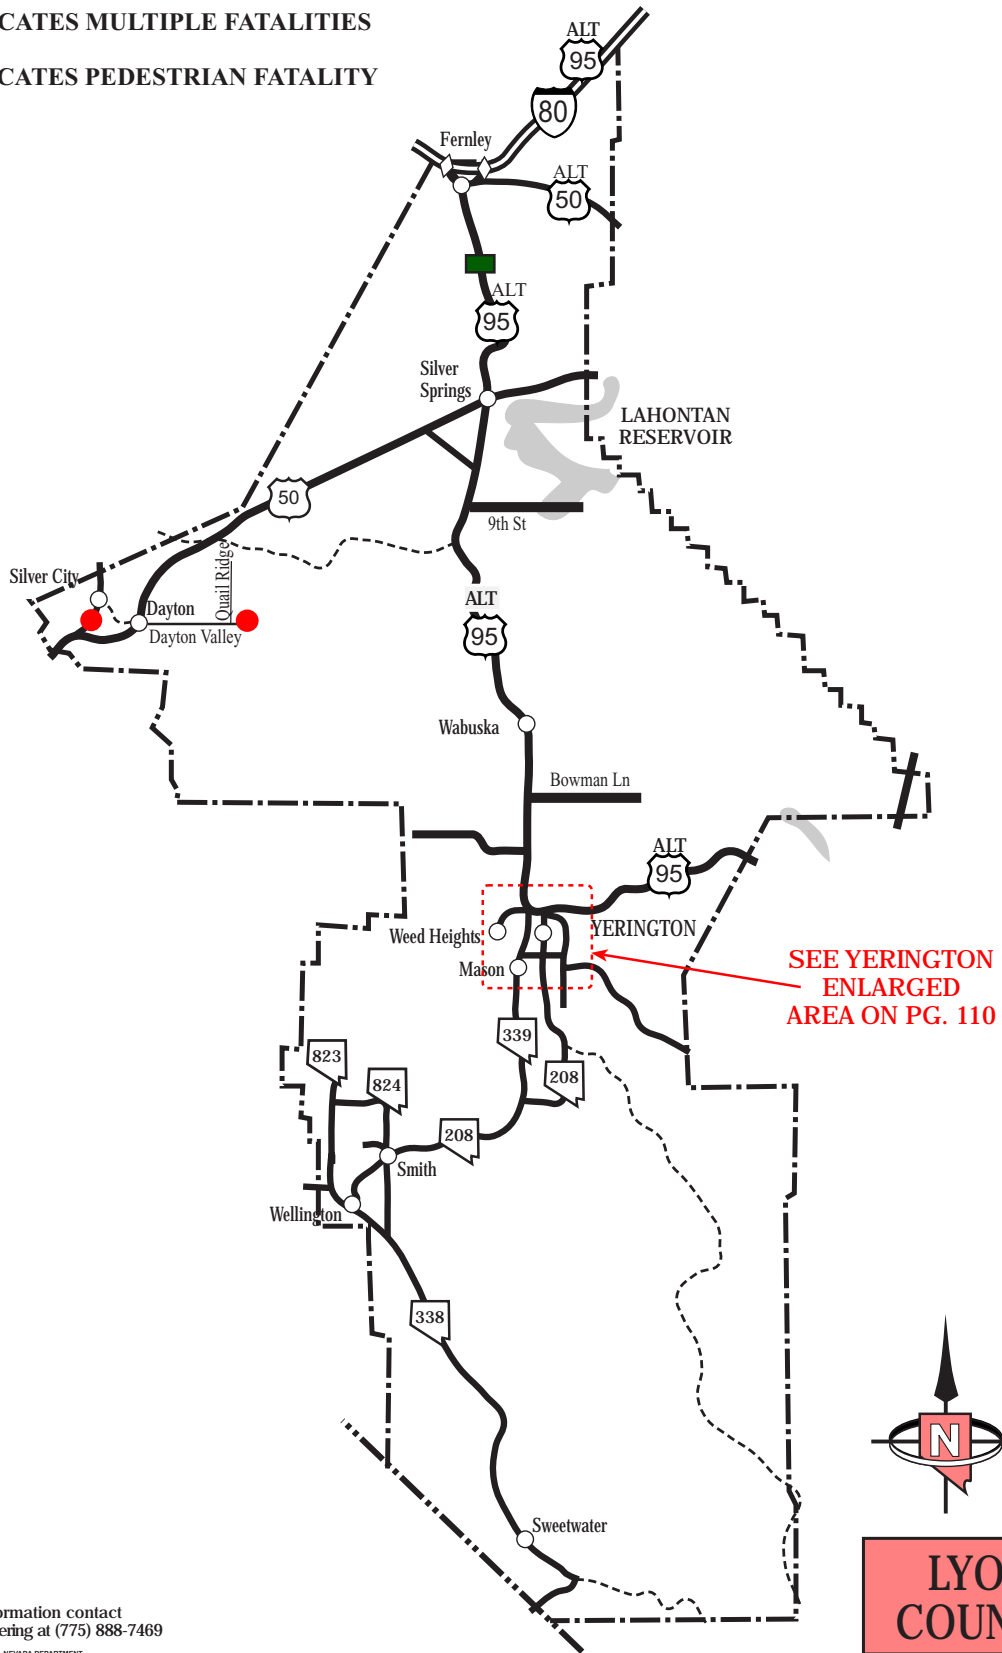 CATES MULTIPLE FATALITIES
CATES PEDESTRIAN FATALITY
ALT
95
80
Fernley
ALT
50
ALT
95
Silver
Springs
LAHONTAN
RESERVOIR
50
9th St
Silver City
Quail Ridge
Dayton
Dayton Valley
ALT
95
Wabuska
Bowman Ln
ALT
95
Weed Heights
YERINGTON
Mason
SEE YERINGTON
ENLARGED
AREA ON PG. 110
339
823
824
208
208
Smith
Wellington
338
N
Sweetwater
LYO
COUN
ormation contact
ering at (775) 888-7469
NEVADA DEPARTMENT